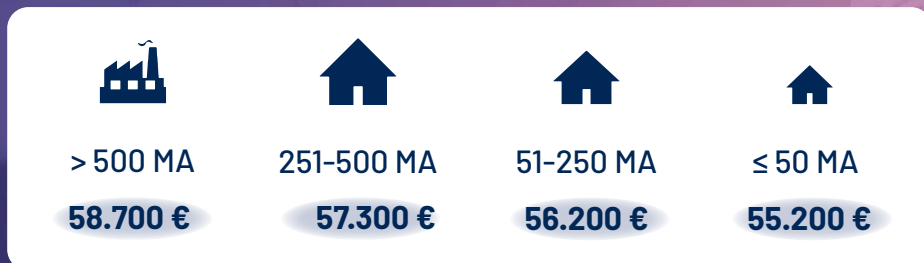 > 500 MA
251-500 MA
51-250 MA
≤ 50 MA
58.700 €
57.300 €
56.200 €
55.200 €